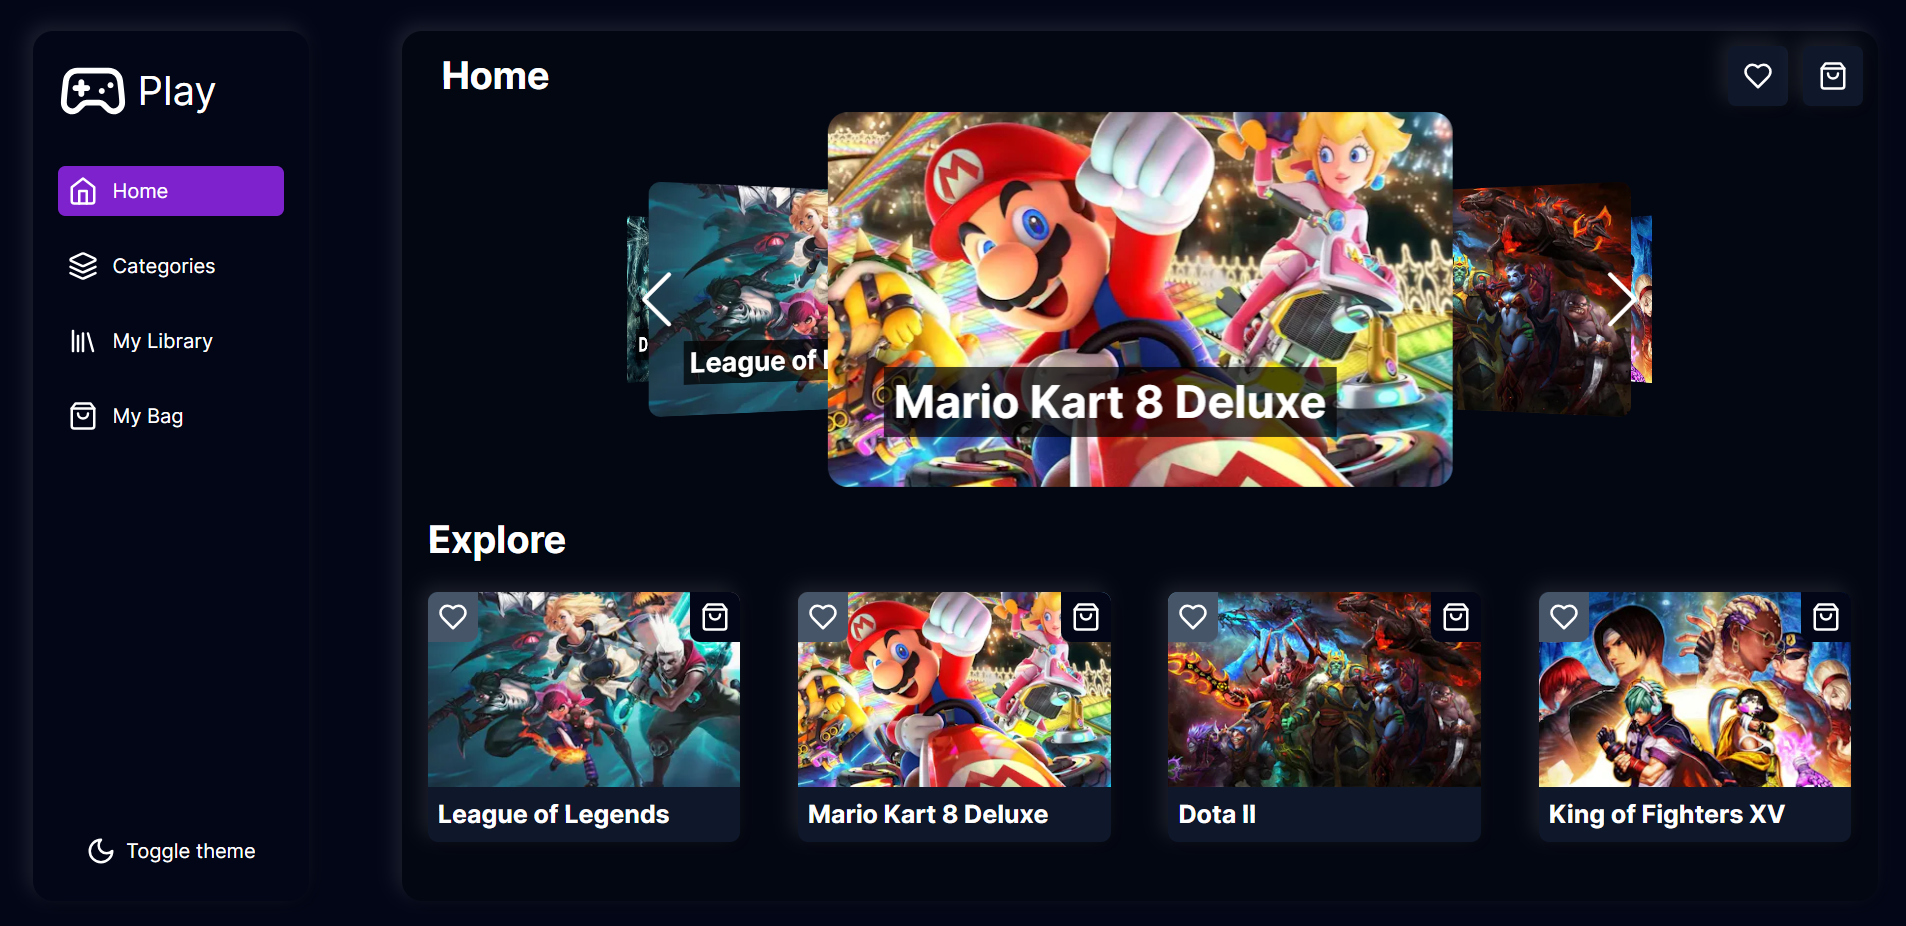 Play
Home
Categories
My Library
My Bag
Toggle theme
Home
D
League of
Mario Kart 8 Deluxe
Explore
League of Legends
Mario Kart 8 Deluxe
Dota II
King of Fighters XV